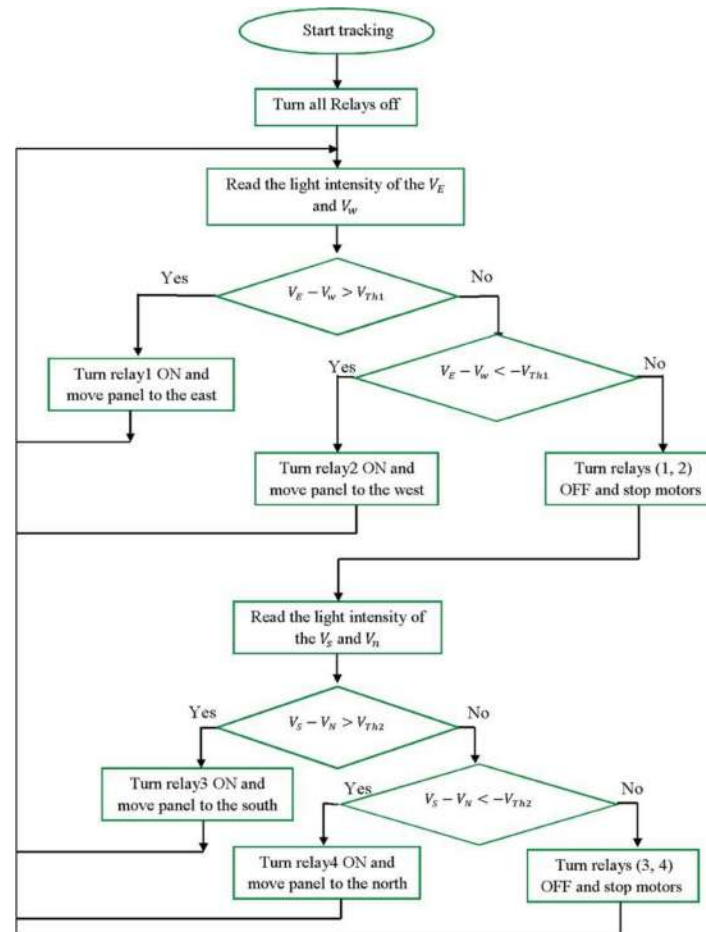 Start tracking
Turn all Relays off
Read the light intensity of the V_E
and V_w
Yes
No
V_E − V_w > V_Th1
Turn relay1 ON and
move panel to the east
Yes
No
V_E − V_w < −V_Th1
Turn relay2 ON and
move panel to the west
Turn relays (1, 2)
OFF and stop motors
Read the light intensity of
the V_s and V_n
Yes
No
V_S − V_N > V_Th2
Turn relay3 ON and
move panel to the south
Yes
No
V_S − V_N < −V_Th2
Turn relay4 ON and
move panel to the north
Turn relays (3, 4)
OFF and stop motors